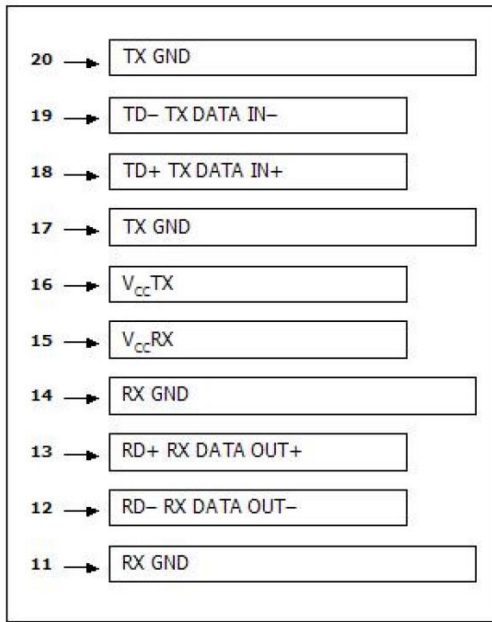 20 TX GND
19 TD– TX DATA IN–
18 TD+ TX DATA IN+
17 TX GND
16 VCCTX
15 VCCRX
14 RX GND
13 RD+ RX DATA OUT+
12 RD– RX DATA OUT–
11 RX GND